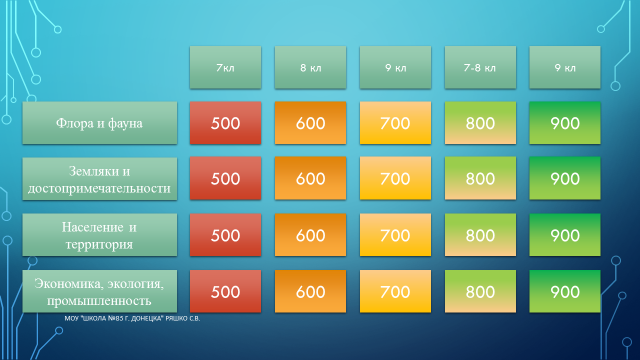 7кл 8 кл 9 кл 7-8 кл 9 кл
Флора и фауна 500 600 700 800 900
Земляки и
достопримечательности 500 600 700 800 900
Население и
территория 500 600 700 800 900
Экономика, экология,
промышленность 500 600 700 800 900
МОУ "ШКОЛА №85 Г. ДОНЕЦКА" РЯШКО С.В.